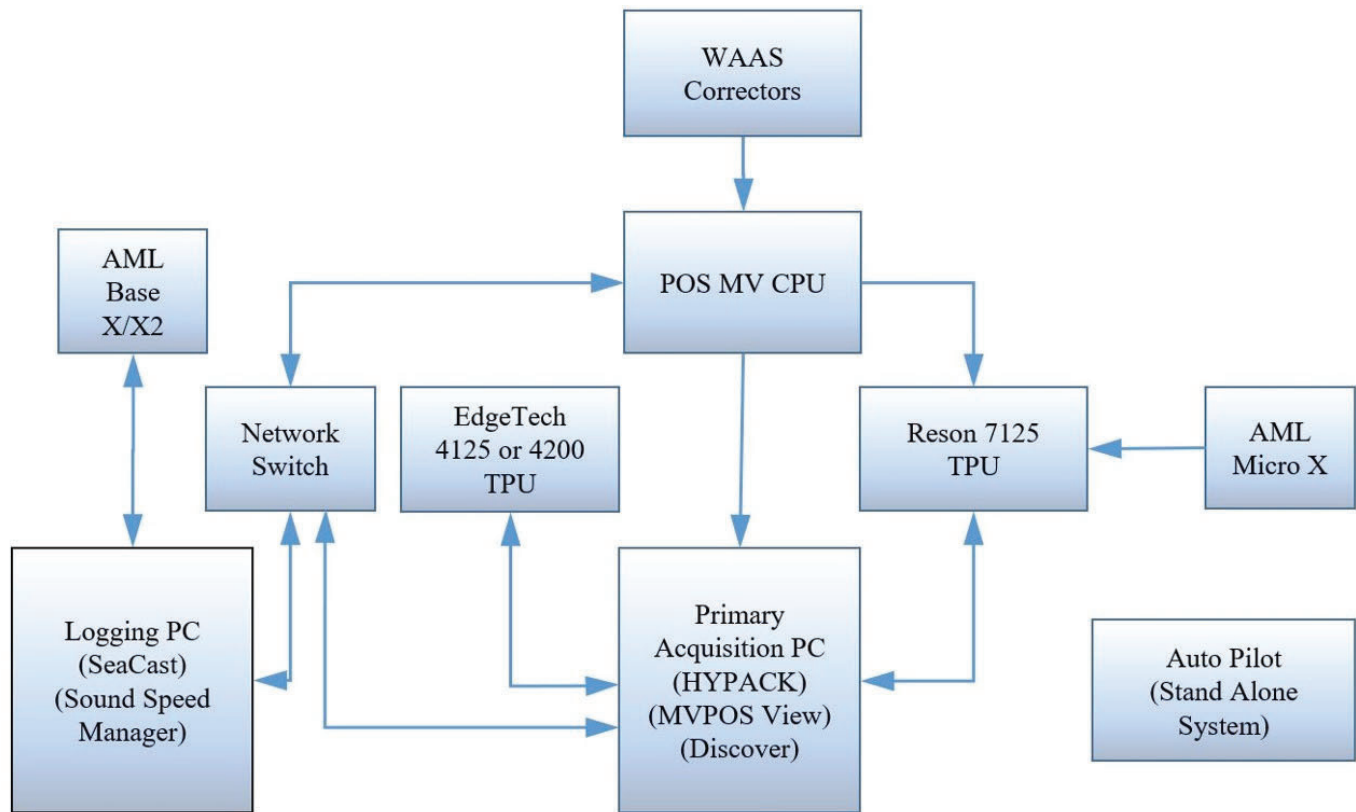 WAAS
Correctors
POS MV CPU
AML
Base
X/X2
Network
Switch
EdgeTech
4125 or 4200
TPU
Reson 7125
TPU
AML
Micro X
Logging PC
(SeaCast)
(Sound Speed
Manager)
Primary
Acquisition PC
(HYPACK)
(MVPOS View)
(Discover)
Auto Pilot
(Stand Alone
System)